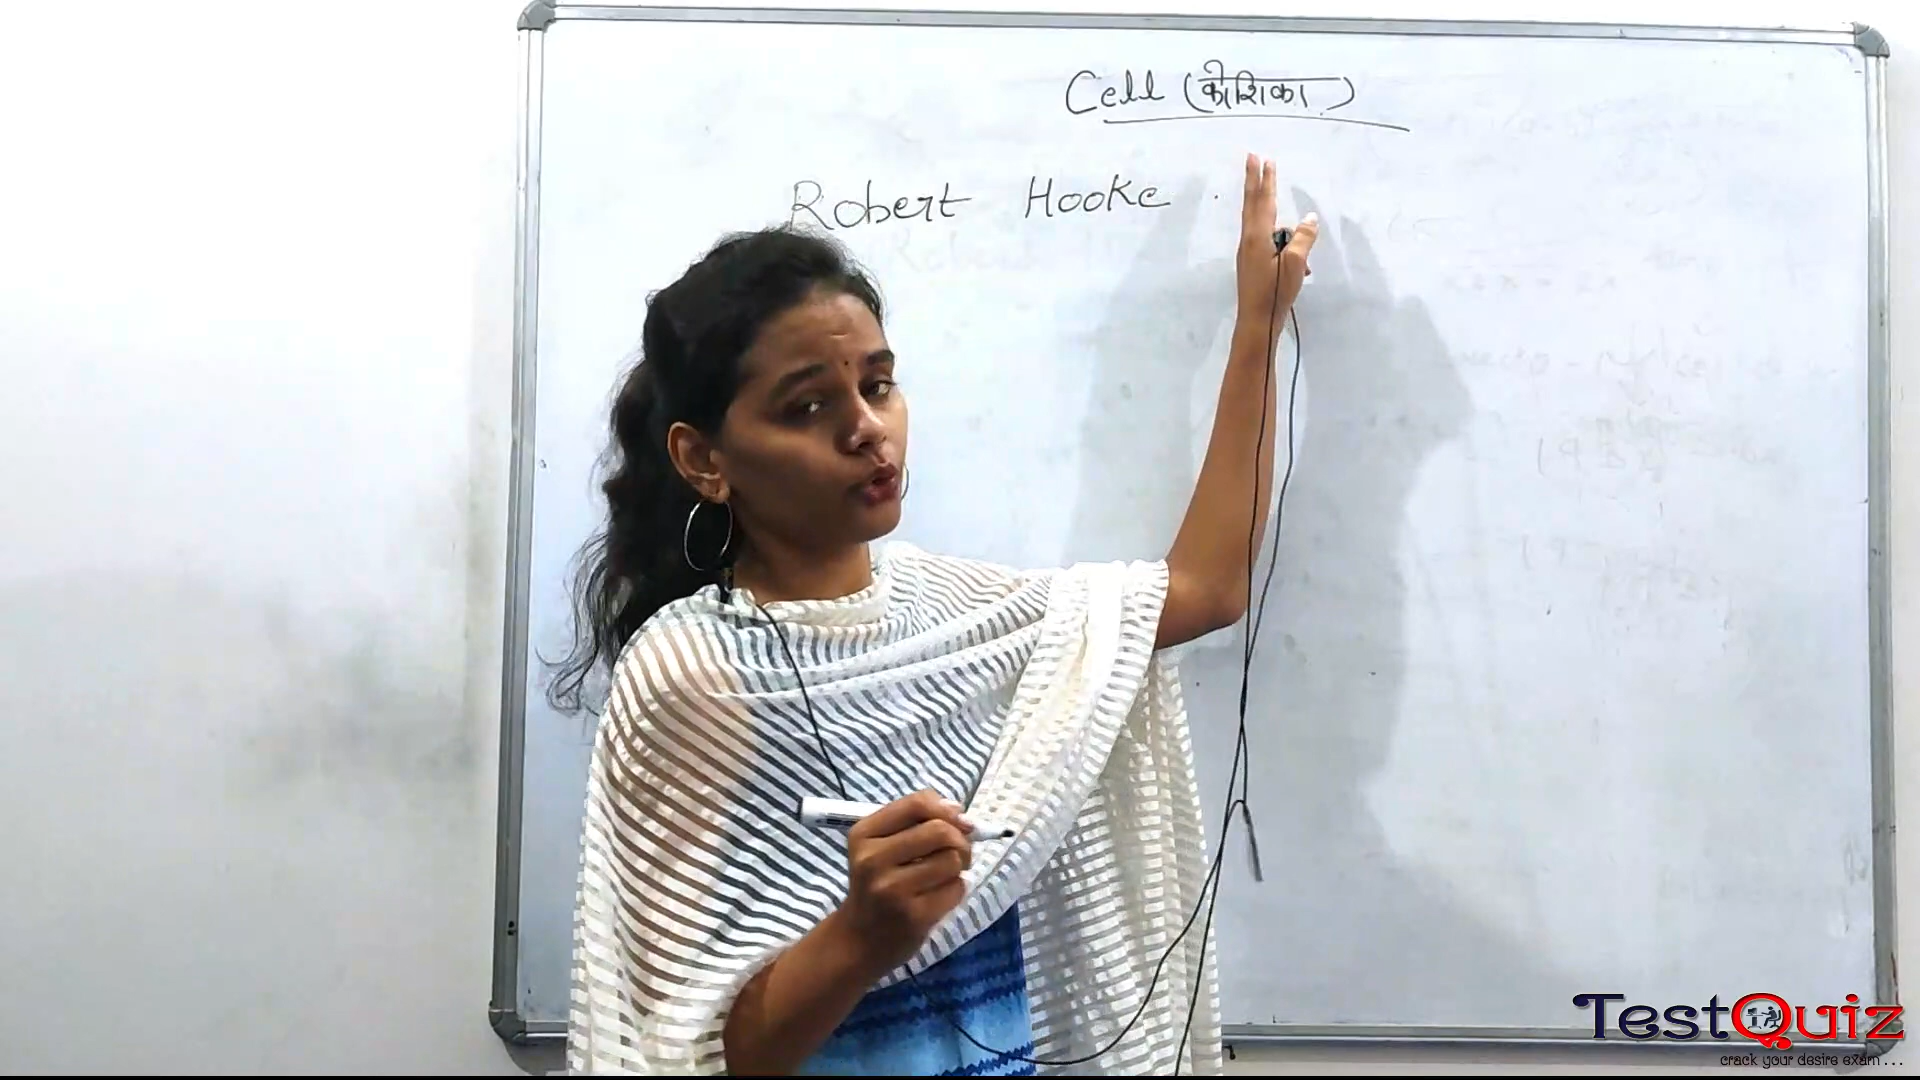 Cell (कोशिका)
Robert Hooke
TestQuiz
crack your desire exam...